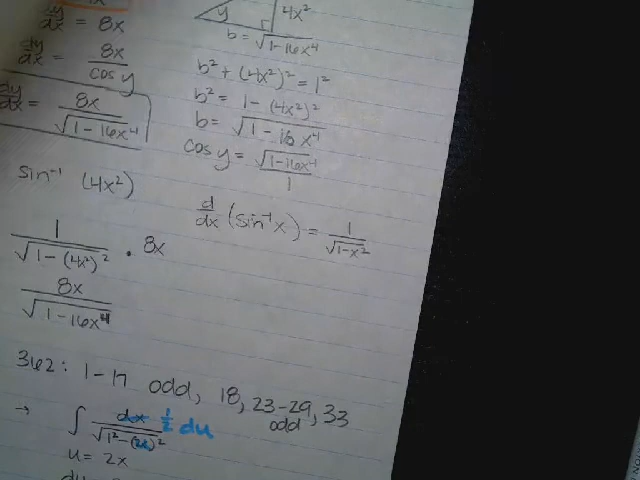 dy/dx = 8x
dy/dx = 8x/cos y
dy/dx = 8x/√(1-16x⁴)
y
4x²
b = √(1-16x⁴)
b² + (4x²)² = 1²
b² = 1 - (4x²)²
b = √(1 - 16x⁴)
cos y = √(1-16x⁴)/1
sin⁻¹ (4x²)
d/dx (sin⁻¹x) = 1/√(1-x²)
1/√(1-(4x²)²) · 8x
8x/√(1-16x⁴)
362: 1-17 odd, 18, 23-29, 33
odd
→ ∫ dx/√(1²-(2x)²) ½ du
u = 2x